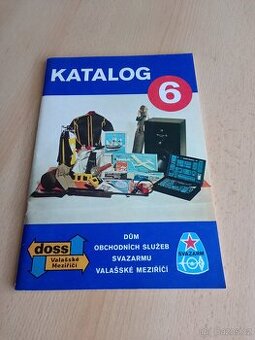 KATALOG
6
doss
Valašské
Meziříčí
DŮM
OBCHODNÍCH SLUŽEB
SVAZARMU
VALAŠSKÉ MEZIŘÍČÍ
SVAZARM